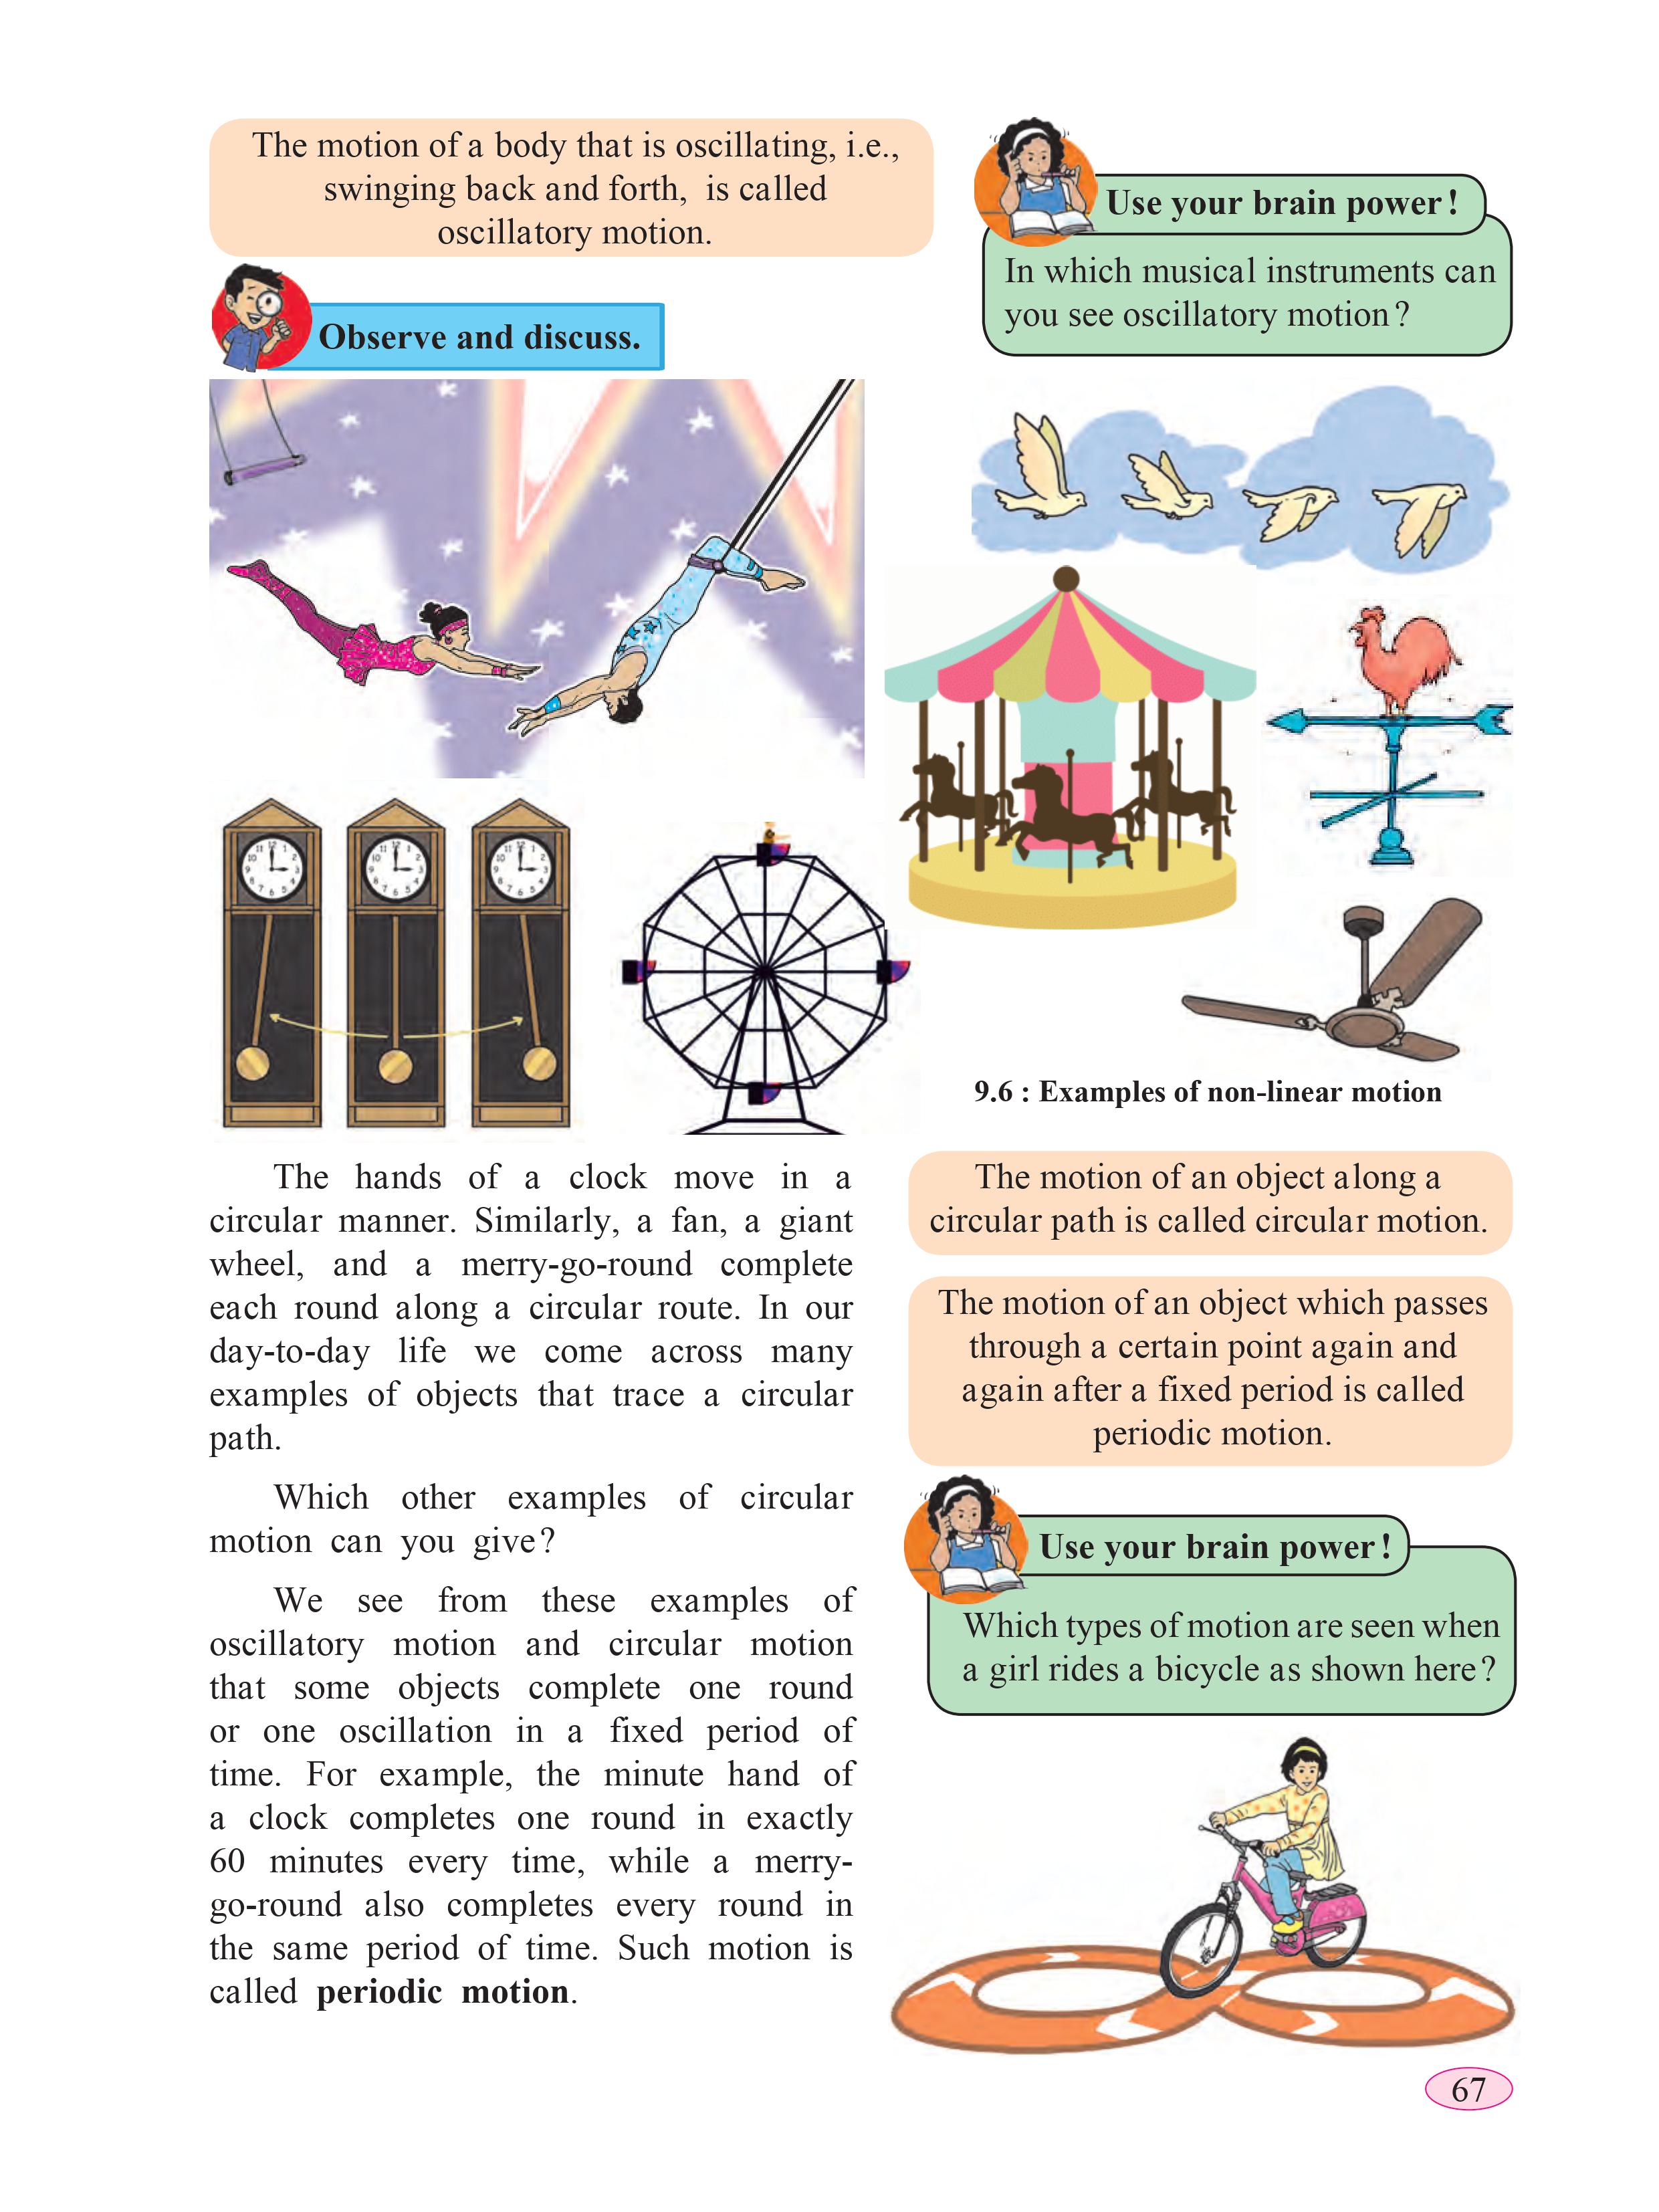 The motion of a body that is oscillating, i.e.,
swinging back and forth, is called
oscillatory motion.
Use your brain power!
In which musical instruments can
you see oscillatory motion?
Observe and discuss.
9.6 : Examples of non-linear motion
The hands of a clock move in a
circular manner. Similarly, a fan, a giant
wheel, and a merry-go-round complete
each round along a circular route. In our
day-to-day life we come across many
examples of objects that trace a circular
path.
Which other examples of circular
motion can you give?
We see from these examples of
oscillatory motion and circular motion
that some objects complete one round
or one oscillation in a fixed period of
time. For example, the minute hand of
a clock completes one round in exactly
60 minutes every time, while a merry-
go-round also completes every round in
the same period of time. Such motion is
called periodic motion.
The motion of an object along a
circular path is called circular motion.
The motion of an object which passes
through a certain point again and
again after a fixed period is called
periodic motion.
Use your brain power!
Which types of motion are seen when
a girl rides a bicycle as shown here?
67